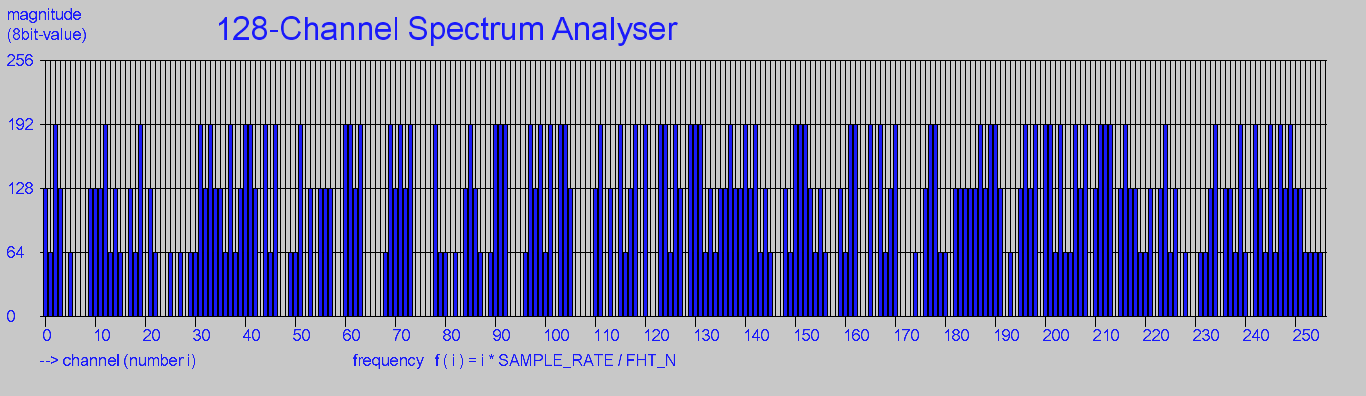 magnitude
(8bit-value)
128-Channel Spectrum Analyser
256
192
128
64
0
0 10 20 30 40 50 60 70 80 90 100 110 120 130 140 150 160 170 180 190 200 210 220 230 240 250
--> channel (number i)
frequency f ( i ) = i * SAMPLE_RATE / FHT_N